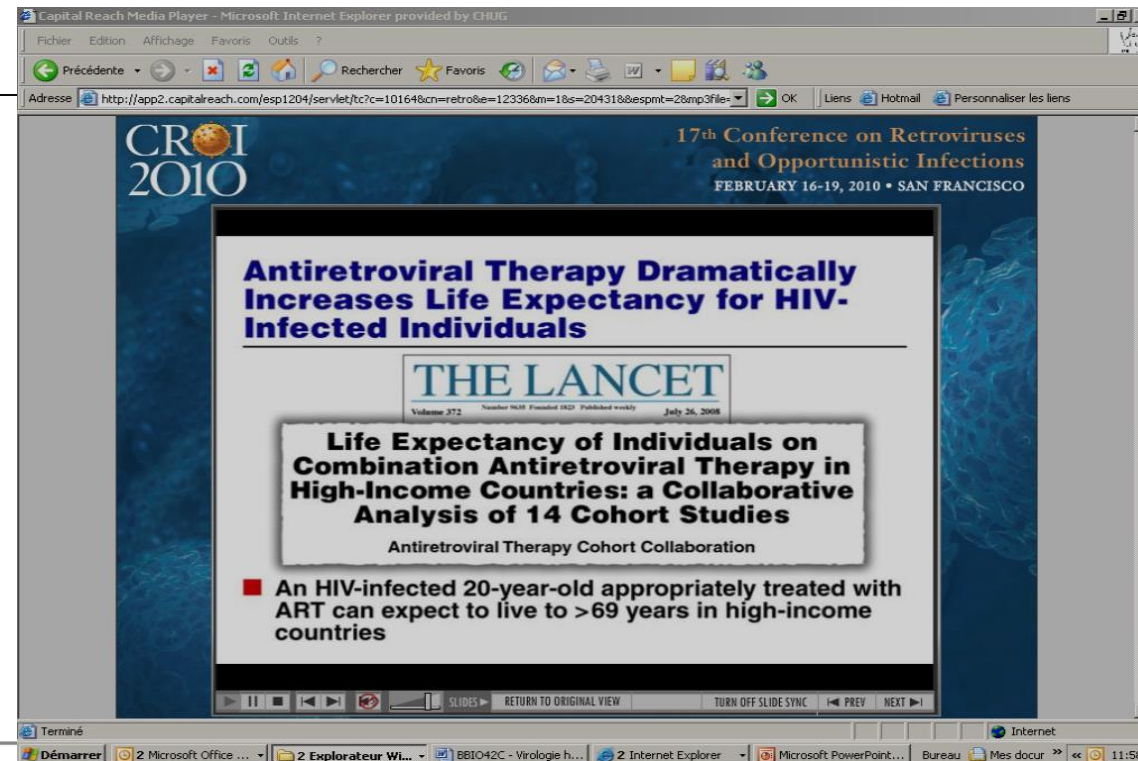 Capital Reach Media Player - Microsoft Internet Explorer provided by CHUG
Fichier Edition Affichage Favoris Outils ?
Précédente Rechercher Favoris
Adresse http://app2.capitalreach.com/esp1204/servlet/tc?c=10164&cn=retro&e=12336&m=1&s=20431&&espmt=2&mp3file= OK Liens Hotmail Personnaliser les liens
CROI
2010
17th Conference on Retroviruses
and Opportunistic Infections
FEBRUARY 16-19, 2010 • SAN FRANCISCO
Antiretroviral Therapy Dramatically
Increases Life Expectancy for HIV-
Infected Individuals
THE LANCET
Volume 372 Number 9635 Founded 1823 Published weekly July 26, 2008
Life Expectancy of Individuals on
Combination Antiretroviral Therapy in
High-Income Countries: a Collaborative
Analysis of 14 Cohort Studies
Antiretroviral Therapy Cohort Collaboration
An HIV-infected 20-year-old appropriately treated with
ART can expect to live to >69 years in high-income
countries
SLIDES RETURN TO ORIGINAL VIEW TURN OFF SLIDE SYNC PREV NEXT
Terminé Internet
Démarrer 2 Microsoft Office ... 2 Explorateur Wi... BBIO42C - Virologie h... 2 Internet Explorer Microsoft PowerPoint... Bureau Mes docur » « 11:58